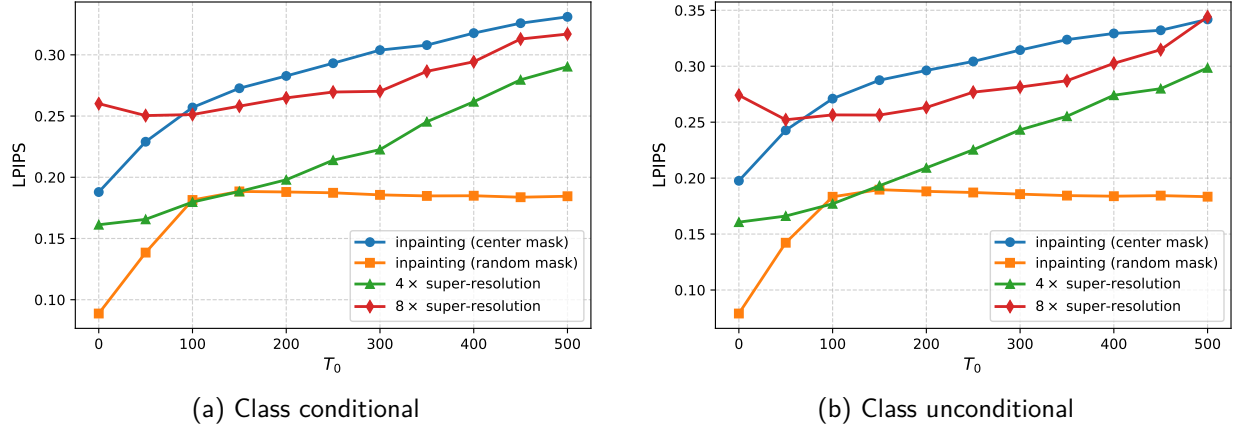 LPIPS
0.30
0.25
0.20
0.15
0.10
0
100
200
300
400
500
T₀
inpainting (center mask)
inpainting (random mask)
4 × super-resolution
8 × super-resolution
(a) Class conditional
LPIPS
0.35
0.30
0.25
0.20
0.15
0.10
0
100
200
300
400
500
T₀
inpainting (center mask)
inpainting (random mask)
4 × super-resolution
8 × super-resolution
(b) Class unconditional